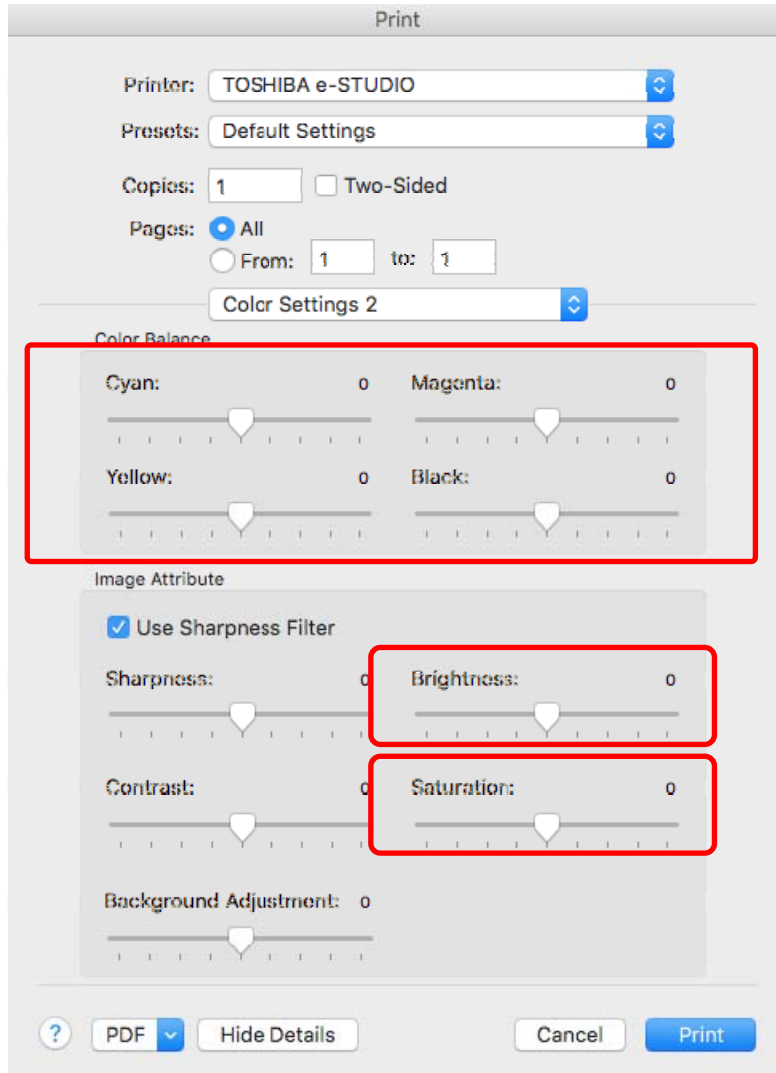 Print
Printer: TOSHIBA e-STUDIO
Presets: Default Settings
Copies: 1 Two-Sided
Pages: All
From: 1 to: 1
Color Settings 2
Color Balance
Cyan: 0 Magenta: 0
Yellow: 0 Black: 0
Image Attribute
Use Sharpness Filter
Sharpness: 0 Brightness: 0
Contrast: 0 Saturation: 0
Background Adjustment: 0
? PDF Hide Details Cancel Print